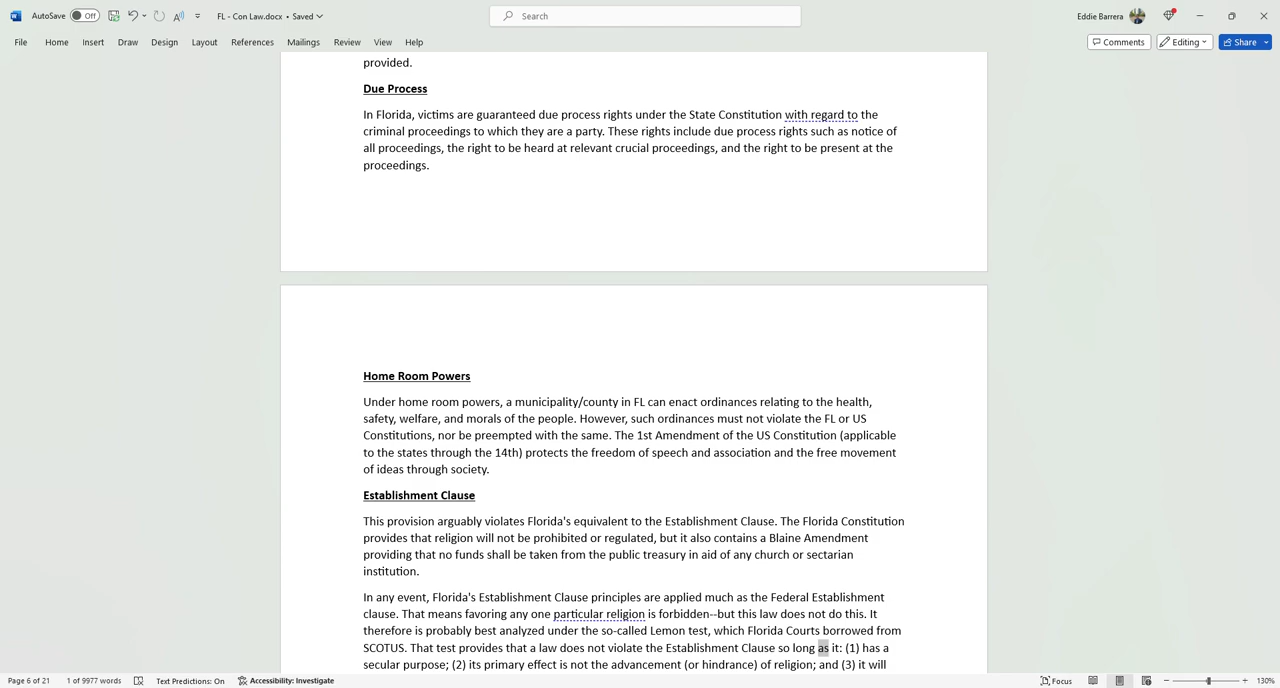 AutoSave Off FL - Con Law.docx • Saved Search Eddie Barrera
File Home Insert Draw Design Layout References Mailings Review View Help Comments Editing Share
provided.
Due Process
In Florida, victims are guaranteed due process rights under the State Constitution with regard to the
criminal proceedings to which they are a party. These rights include due process rights such as notice of
all proceedings, the right to be heard at relevant crucial proceedings, and the right to be present at the
proceedings.
Home Room Powers
Under home room powers, a municipality/county in FL can enact ordinances relating to the health,
safety, welfare, and morals of the people. However, such ordinances must not violate the FL or US
Constitutions, nor be preempted with the same. The 1st Amendment of the US Constitution (applicable
to the states through the 14th) protects the freedom of speech and association and the free movement
of ideas through society.
Establishment Clause
This provision arguably violates Florida's equivalent to the Establishment Clause. The Florida Constitution
provides that religion will not be prohibited or regulated, but it also contains a Blaine Amendment
providing that no funds shall be taken from the public treasury in aid of any church or sectarian
institution.
In any event, Florida's Establishment Clause principles are applied much as the Federal Establishment
clause. That means favoring any one particular religion is forbidden--but this law does not do this. It
therefore is probably best analyzed under the so-called Lemon test, which Florida Courts borrowed from
SCOTUS. That test provides that a law does not violate the Establishment Clause so long as it: (1) has a
secular purpose; (2) its primary effect is not the advancement (or hindrance) of religion; and (3) it will
Page 6 of 21 1 of 9977 words Text Predictions: On Accessibility: Investigate Focus 130%